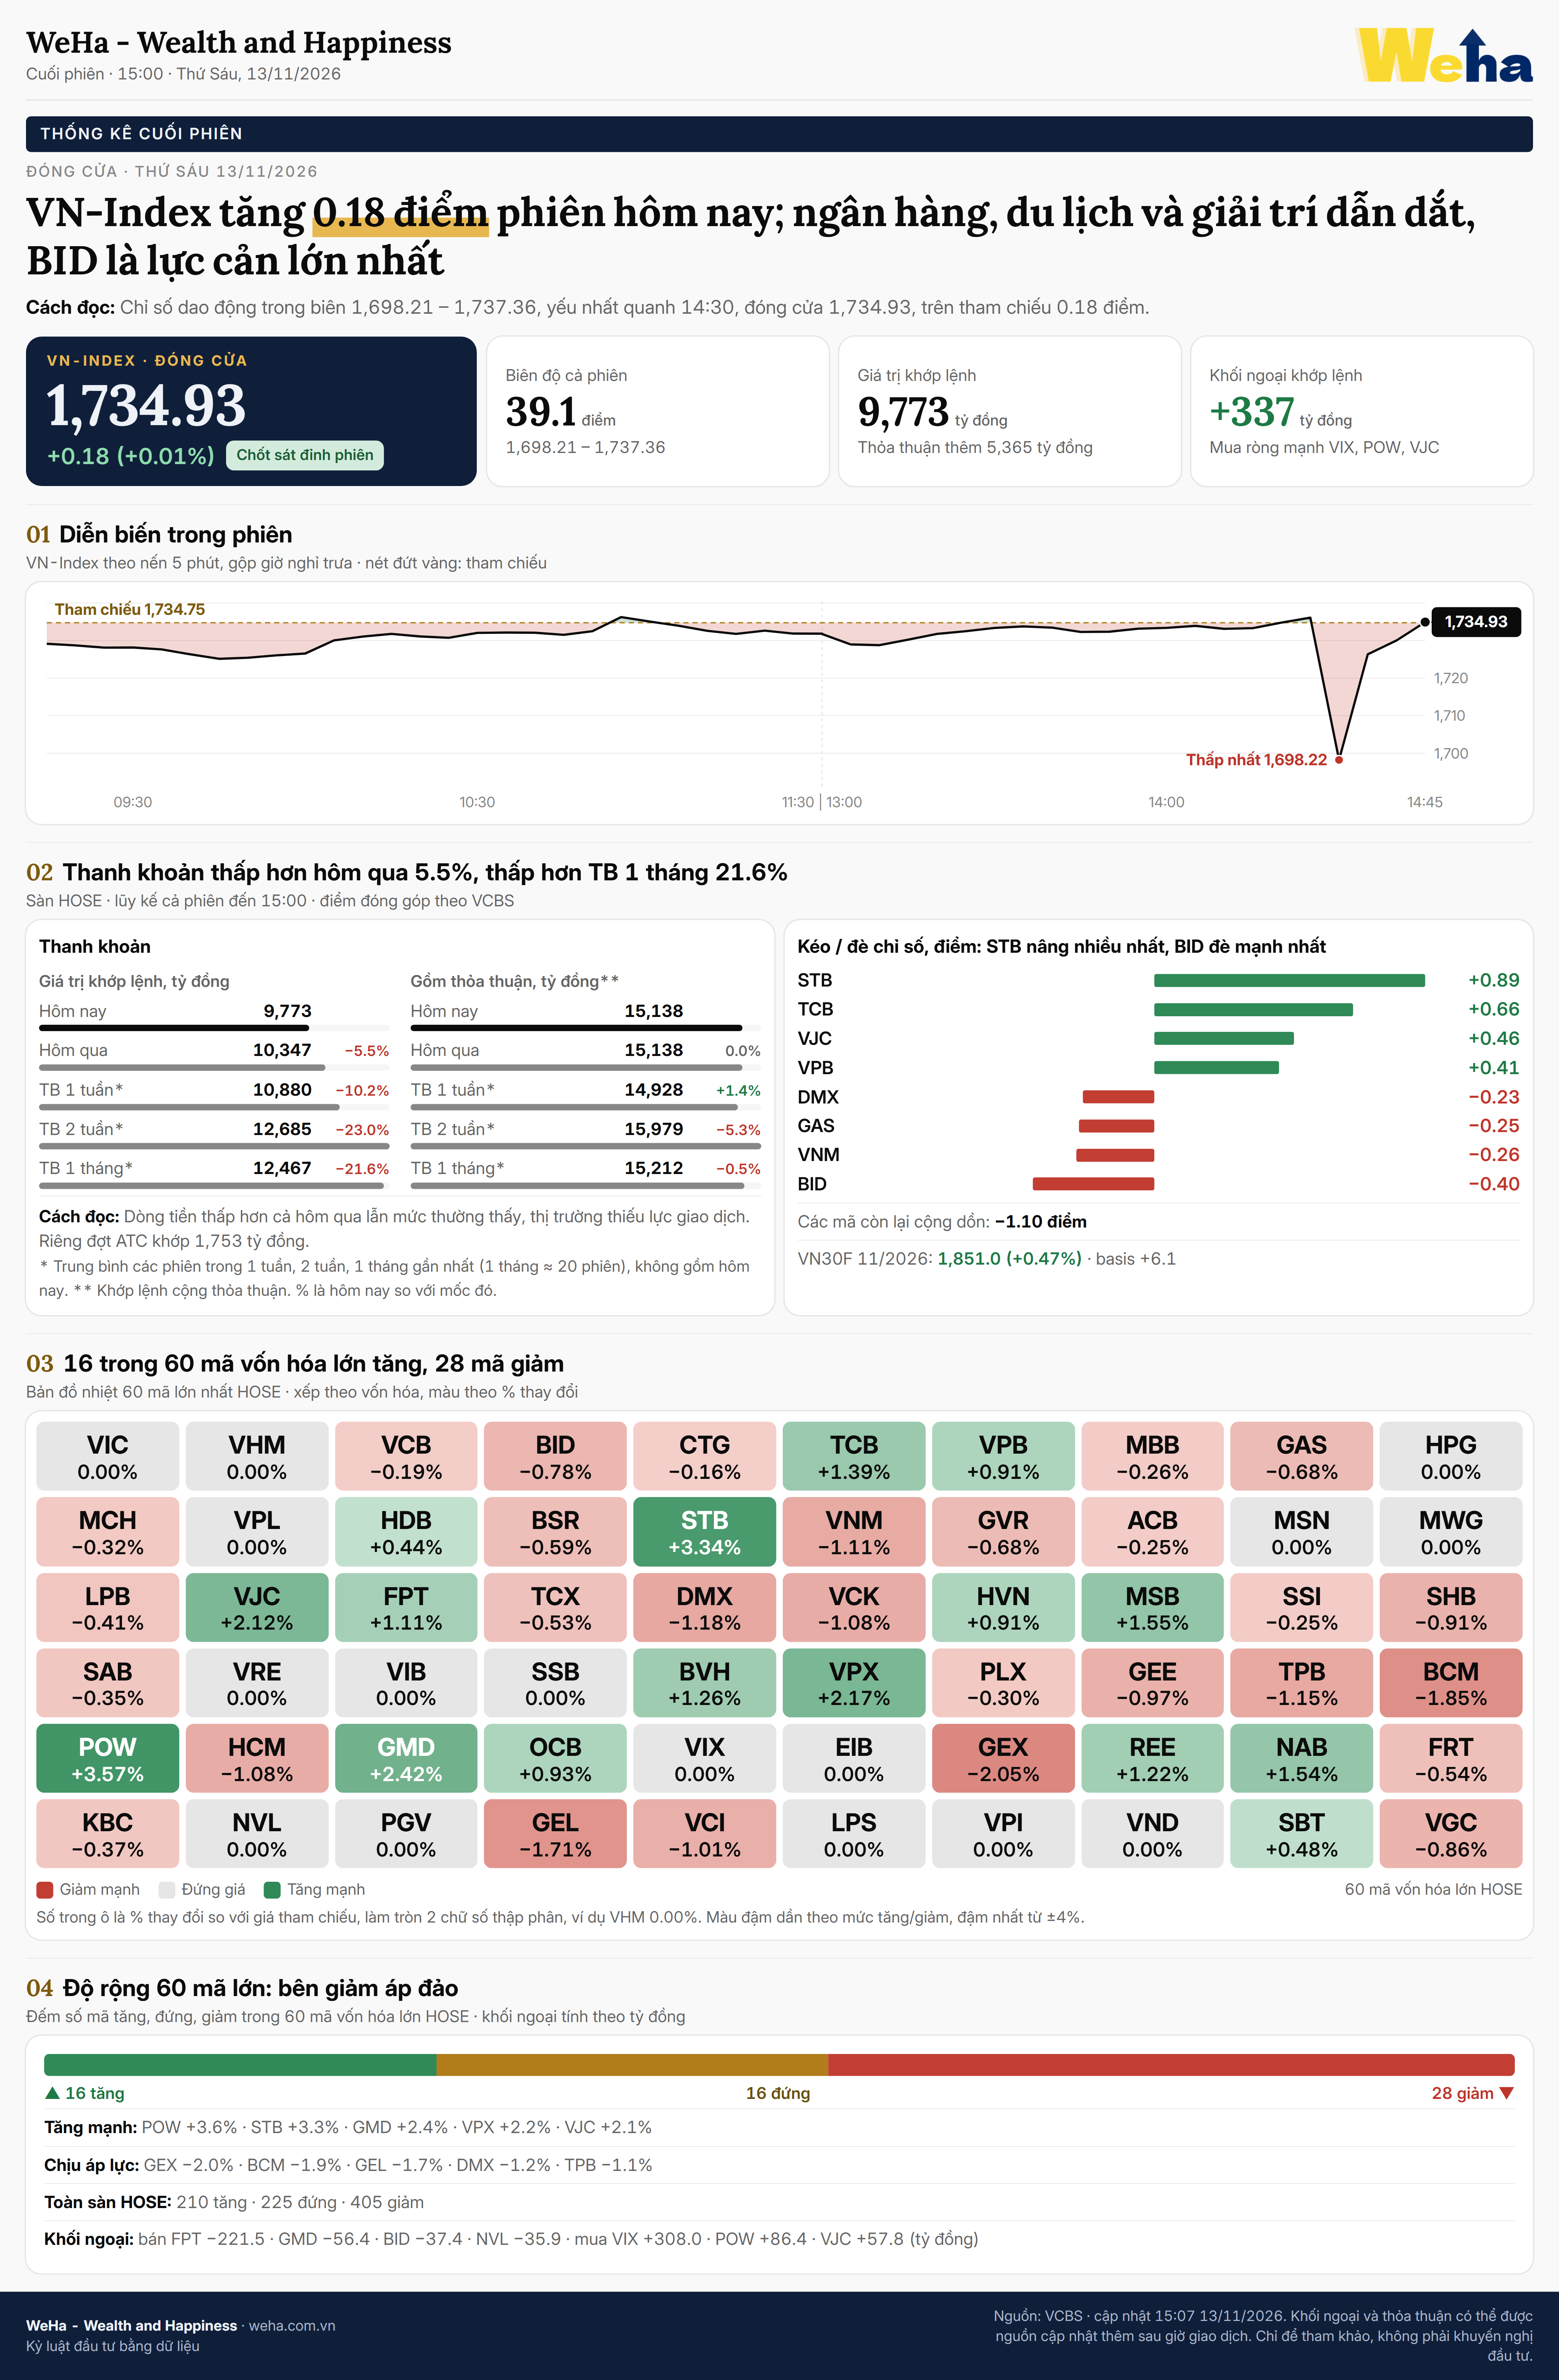 WeHa - Wealth and Happiness
Cuối phiên · 15:00 · Thứ Sáu, 13/11/2026
Weha
THỐNG KÊ CUỐI PHIÊN
ĐÓNG CỬA · THỨ SÁU 13/11/2026
VN-Index tăng 0.18 điểm phiên hôm nay; ngân hàng, du lịch và giải trí dẫn dắt,
BID là lực cản lớn nhất
Cách đọc: Chỉ số dao động trong biên 1,698.21 – 1,737.36, yếu nhất quanh 14:30, đóng cửa 1,734.93, trên tham chiếu 0.18 điểm.
VN-INDEX · ĐÓNG CỬA
1,734.93
+0.18 (+0.01%) Chốt sát đỉnh phiên
Biên độ cả phiên
39.1 điểm
1,698.21 – 1,737.36
Giá trị khớp lệnh
9,773 tỷ đồng
Thỏa thuận thêm 5,365 tỷ đồng
Khối ngoại khớp lệnh
+337 tỷ đồng
Mua ròng mạnh VIX, POW, VJC
01 Diễn biến trong phiên
VN-Index theo nến 5 phút, gộp giờ nghỉ trưa · nét đứt vàng: tham chiếu
Tham chiếu 1,734.75
1,734.93
1,720
1,710
1,700
Thấp nhất 1,698.22
09:30 10:30 11:30 | 13:00 14:00 14:45
02 Thanh khoản thấp hơn hôm qua 5.5%, thấp hơn TB 1 tháng 21.6%
Sàn HOSE · lũy kế cả phiên đến 15:00 · điểm đóng góp theo VCBS
Thanh khoản
Giá trị khớp lệnh, tỷ đồng
Hôm nay 9,773
Hôm qua 10,347 −5.5%
TB 1 tuần* 10,880 −10.2%
TB 2 tuần* 12,685 −23.0%
TB 1 tháng* 12,467 −21.6%
Gồm thỏa thuận, tỷ đồng**
Hôm nay 15,138
Hôm qua 15,138 0.0%
TB 1 tuần* 14,928 +1.4%
TB 2 tuần* 15,979 −5.3%
TB 1 tháng* 15,212 −0.5%
Cách đọc: Dòng tiền thấp hơn cả hôm qua lẫn mức thường thấy, thị trường thiếu lực giao dịch.
Riêng đợt ATC khớp 1,753 tỷ đồng.
* Trung bình các phiên trong 1 tuần, 2 tuần, 1 tháng gần nhất (1 tháng ≈ 20 phiên), không gồm hôm
nay. ** Khớp lệnh cộng thỏa thuận. % là hôm nay so với mốc đó.
Kéo / đè chỉ số, điểm: STB nâng nhiều nhất, BID đè mạnh nhất
STB +0.89
TCB +0.66
VJC +0.46
VPB +0.41
DMX −0.23
GAS −0.25
VNM −0.26
BID −0.40
Các mã còn lại cộng dồn: −1.10 điểm
VN30F 11/2026: 1,851.0 (+0.47%) · basis +6.1
03 16 trong 60 mã vốn hóa lớn tăng, 28 mã giảm
Bản đồ nhiệt 60 mã lớn nhất HOSE · xếp theo vốn hóa, màu theo % thay đổi
VIC VHM VCB BID CTG TCB VPB MBB GAS HPG
0.00% 0.00% −0.19% −0.78% −0.16% +1.39% +0.91% −0.26% −0.68% 0.00%
MCH VPL HDB BSR STB VNM GVR ACB MSN MWG
−0.32% 0.00% +0.44% −0.59% +3.34% −1.11% −0.68% −0.25% 0.00% 0.00%
LPB VJC FPT TCX DMX VCK HVN MSB SSI SHB
−0.41% +2.12% +1.11% −0.53% −1.18% −1.08% +0.91% +1.55% −0.25% −0.91%
SAB VRE VIB SSB BVH VPX PLX GEE TPB BCM
−0.35% 0.00% 0.00% 0.00% +1.26% +2.17% −0.30% −0.97% −1.15% −1.85%
POW HCM GMD OCB VIX EIB GEX REE NAB FRT
+3.57% −1.08% +2.42% +0.93% 0.00% 0.00% −2.05% +1.22% +1.54% −0.54%
KBC NVL PGV GEL VCI LPS VPI VND SBT VGC
−0.37% 0.00% 0.00% −1.71% −1.01% 0.00% 0.00% 0.00% +0.48% −0.86%
Giảm mạnh Đứng giá Tăng mạnh 60 mã vốn hóa lớn HOSE
Số trong ô là % thay đổi so với giá tham chiếu, làm tròn 2 chữ số thập phân, ví dụ VHM 0.00%. Màu đậm dần theo mức tăng/giảm, đậm nhất từ ±4%.
04 Độ rộng 60 mã lớn: bên giảm áp đảo
Đếm số mã tăng, đứng, giảm trong 60 mã vốn hóa lớn HOSE · khối ngoại tính theo tỷ đồng
▲ 16 tăng 16 đứng 28 giảm ▼
Tăng mạnh: POW +3.6% · STB +3.3% · GMD +2.4% · VPX +2.2% · VJC +2.1%
Chịu áp lực: GEX −2.0% · BCM −1.9% · GEL −1.7% · DMX −1.2% · TPB −1.1%
Toàn sàn HOSE: 210 tăng · 225 đứng · 405 giảm
Khối ngoại: bán FPT −221.5 · GMD −56.4 · BID −37.4 · NVL −35.9 · mua VIX +308.0 · POW +86.4 · VJC +57.8 (tỷ đồng)
WeHa - Wealth and Happiness · weha.com.vn
Kỷ luật đầu tư bằng dữ liệu
Nguồn: VCBS · cập nhật 15:07 13/11/2026. Khối ngoại và thỏa thuận có thể được
nguồn cập nhật thêm sau giờ giao dịch. Chỉ để tham khảo, không phải khuyến nghị
đầu tư.